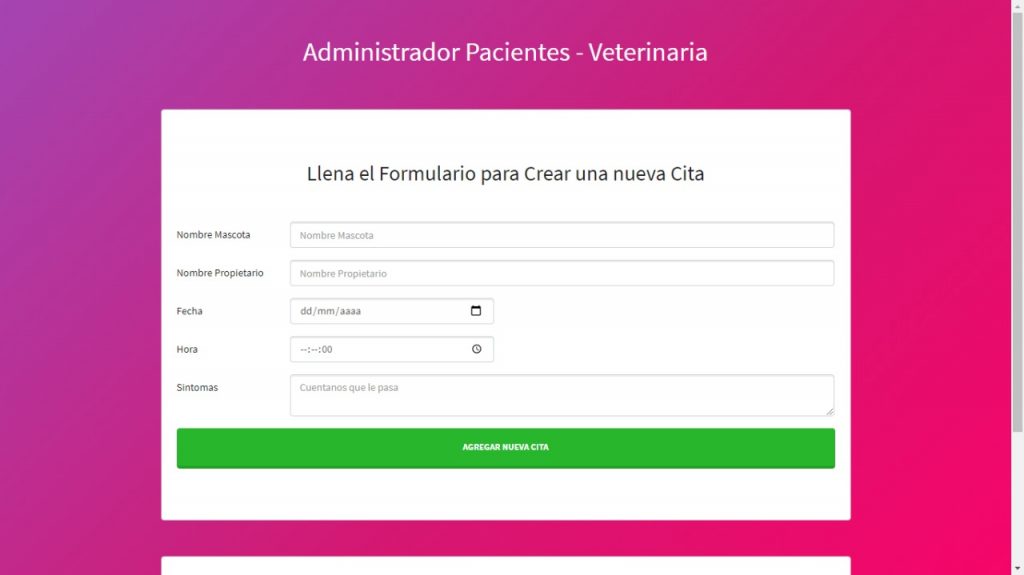 Administrador Pacientes - Veterinaria
Llena el Formulario para Crear una nueva Cita
Nombre Mascota
Nombre Mascota
Nombre Propietario
Nombre Propietario
Fecha
dd/mm/aaaa
Hora
--:--:00
Sintomas
Cuentanos que le pasa
AGREGAR NUEVA CITA